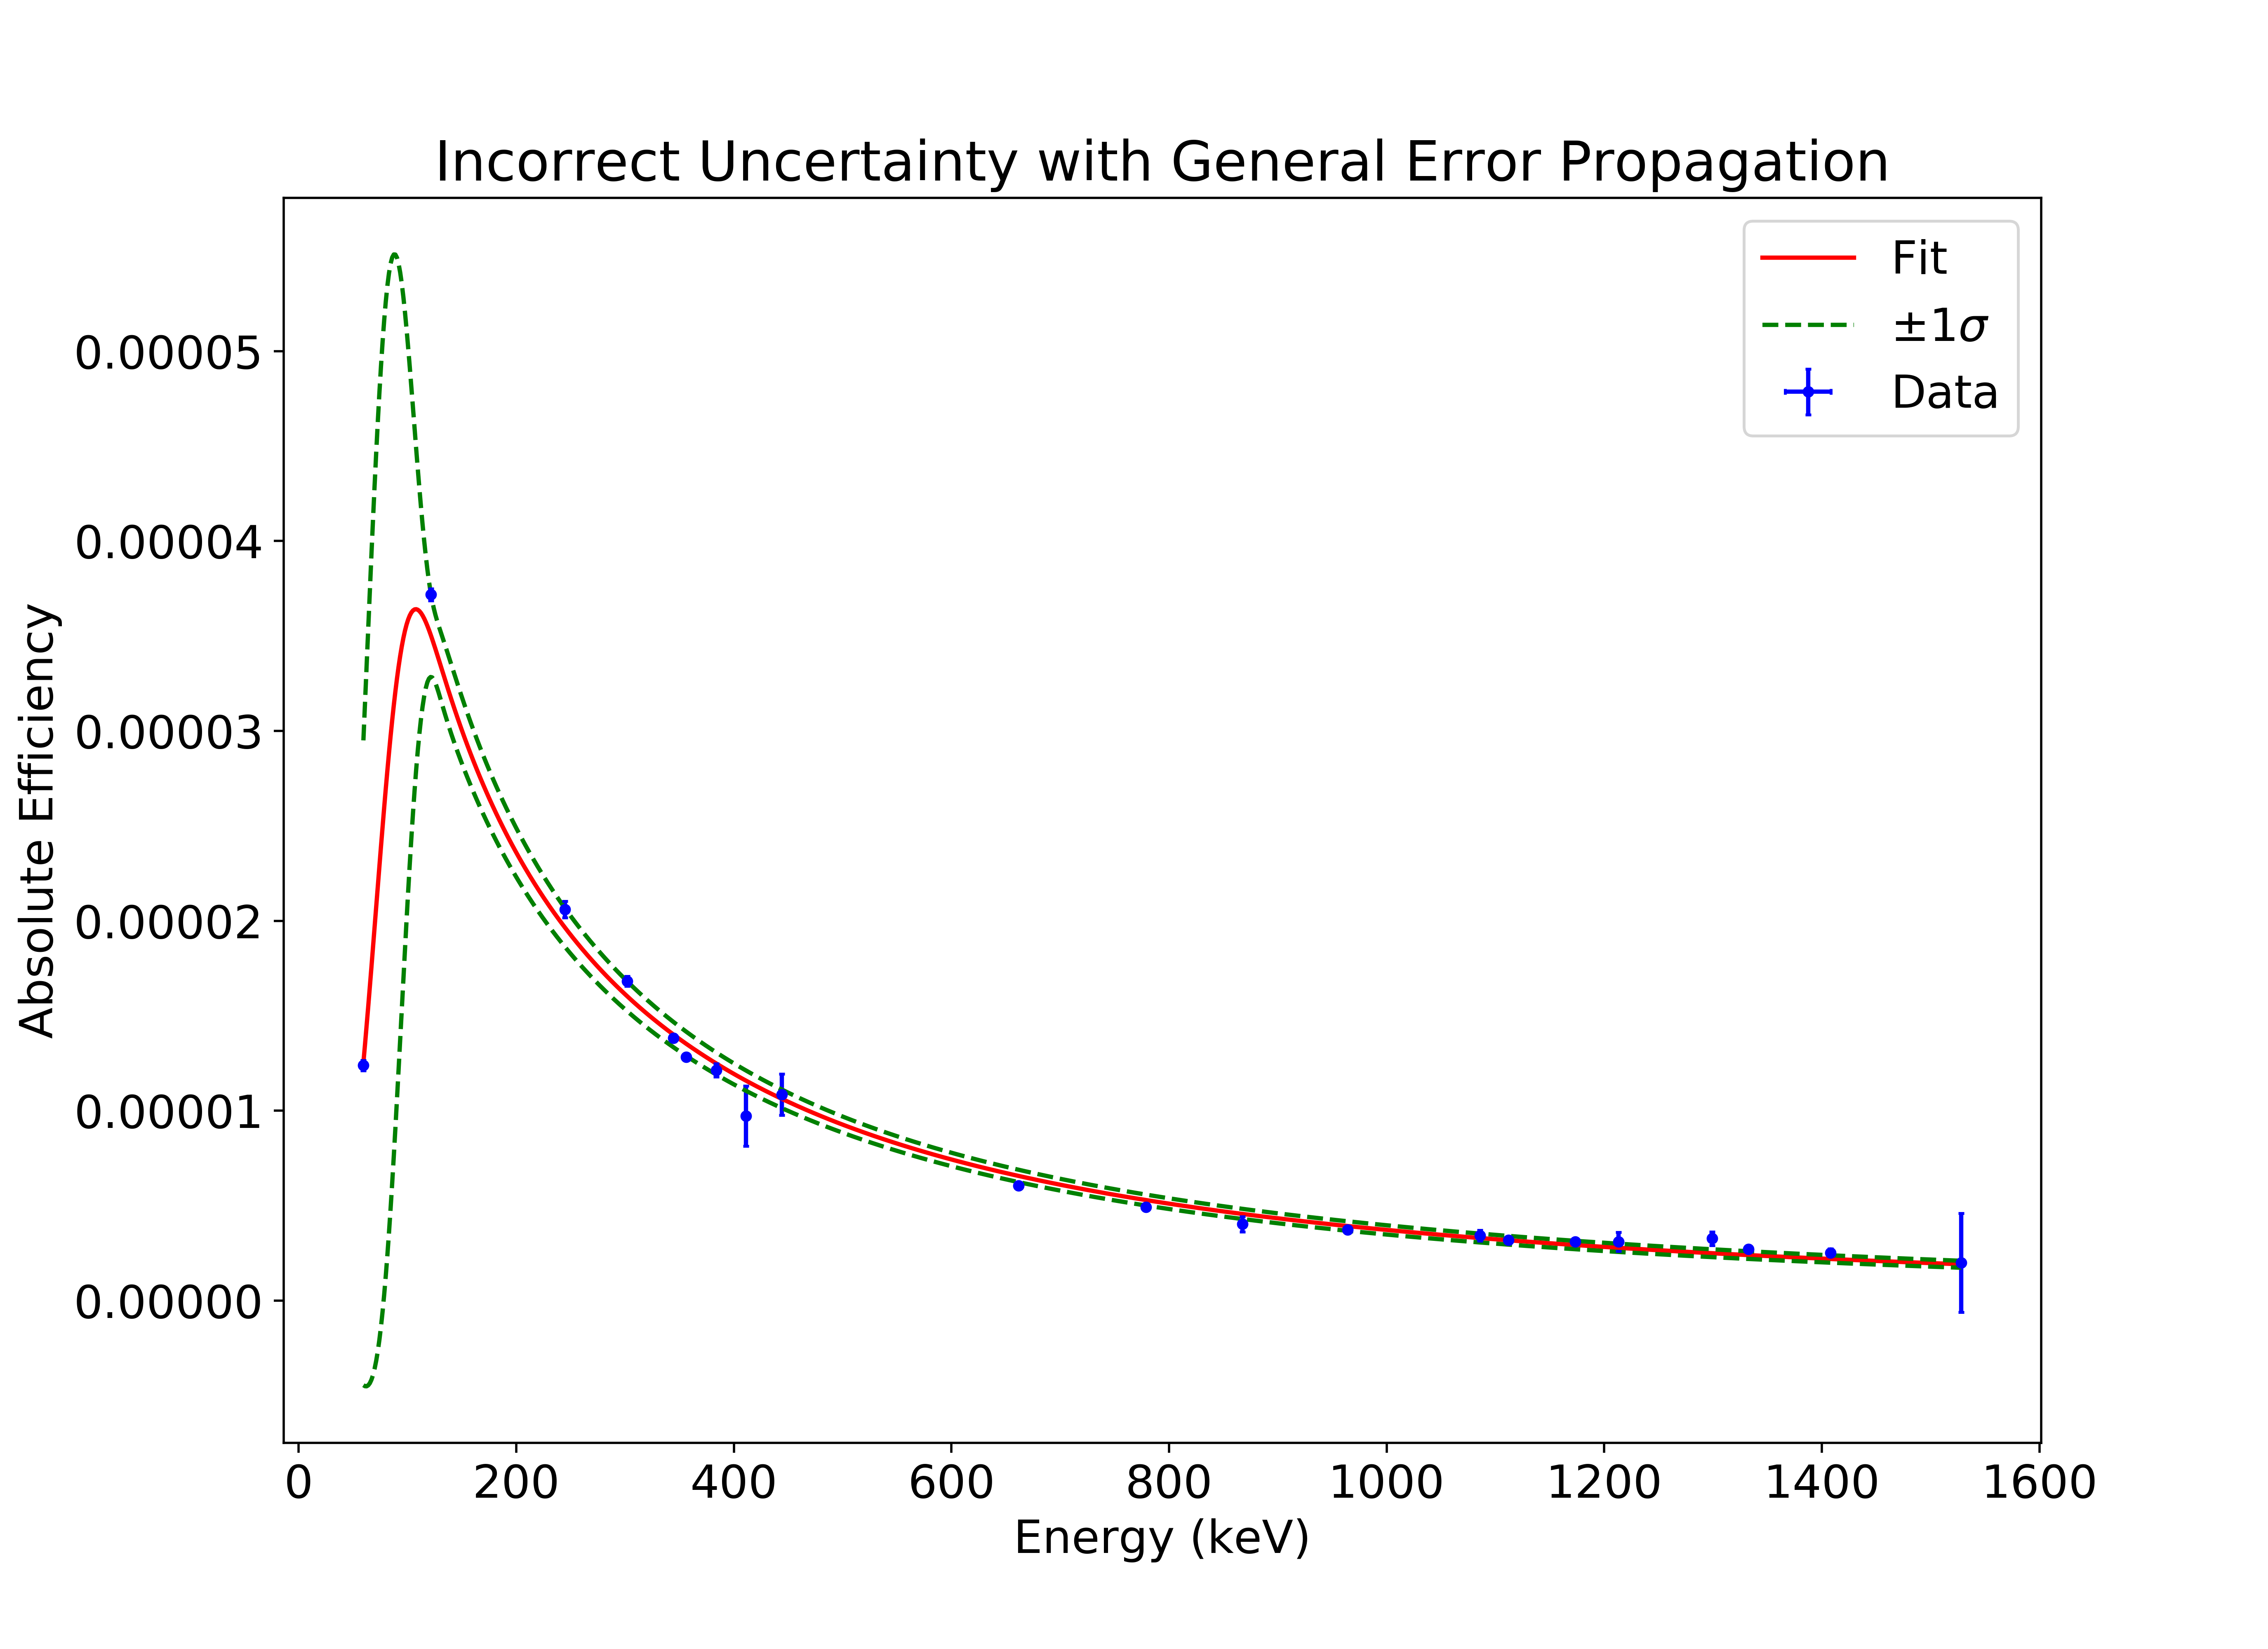 Incorrect Uncertainty with General Error Propagation
Fit
±1σ
Data
Absolute Efficiency
0.00005
0.00004
0.00003
0.00002
0.00001
0.00000
0 200 400 600 800 1000 1200 1400 1600
Energy (keV)